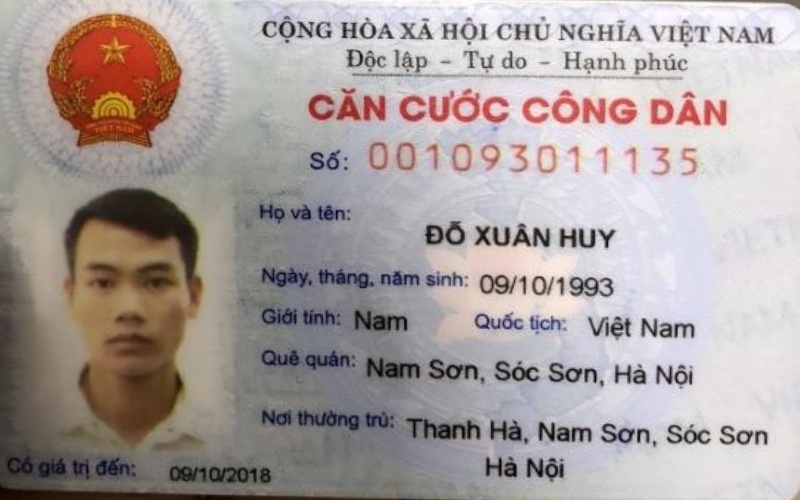 CỘNG HÒA XÃ HỘI CHỦ NGHĨA VIỆT NAM
Độc lập - Tự do - Hạnh phúc
CĂN CƯỚC CÔNG DÂN
Số: 001093011135
Họ và tên:
ĐỖ XUÂN HUY
Ngày, tháng, năm sinh: 09/10/1993
Giới tính: Nam Quốc tịch: Việt Nam
Quê quán: Nam Sơn, Sóc Sơn, Hà Nội
Nơi thường trú: Thanh Hà, Nam Sơn, Sóc Sơn
Hà Nội
Có giá trị đến: 09/10/2018
VIỆT NAM